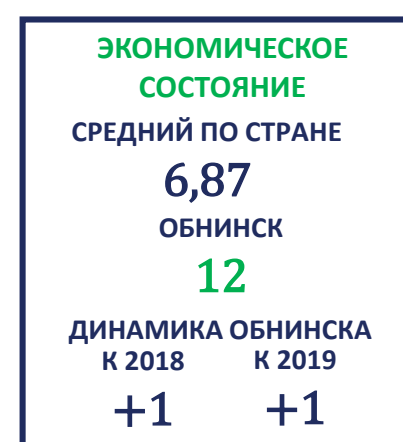 ЭКОНОМИЧЕСКОЕ
СОСТОЯНИЕ
СРЕДНИЙ ПО СТРАНЕ
6,87
ОБНИНСК
12
ДИНАМИКА ОБНИНСКА
К 2018 К 2019
+1 +1